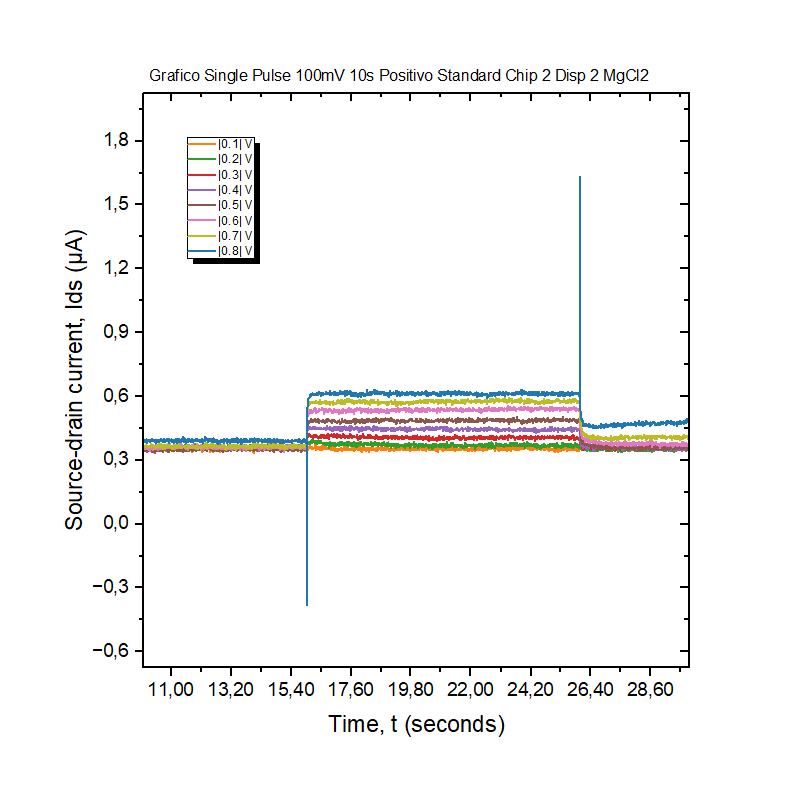 Grafico Single Pulse 100mV 10s Positivo Standard Chip 2 Disp 2 MgCl2
1,8
1,5
1,2
0,9
0,6
0,3
0,0
−0,3
−0,6
Source-drain current, Ids (µA)
|0.1| V
|0.2| V
|0.3| V
|0.4| V
|0.5| V
|0.6| V
|0.7| V
|0.8| V
11,00 13,20 15,40 17,60 19,80 22,00 24,20 26,40 28,60
Time, t (seconds)